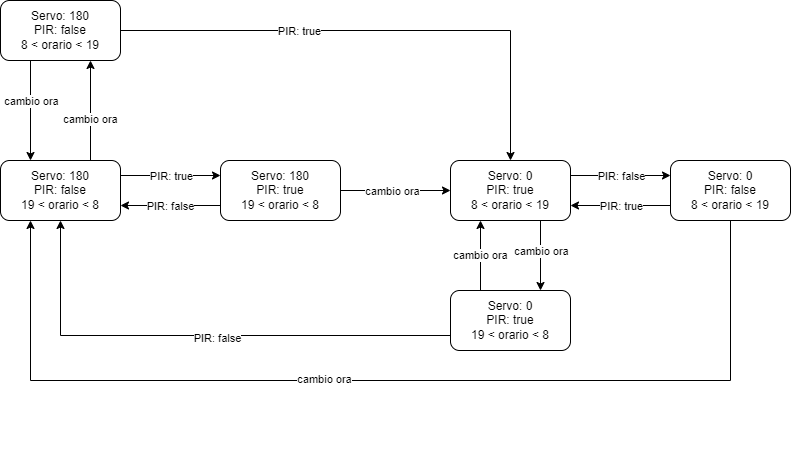 Servo: 180
PIR: false
8 < orario < 19
PIR: true
cambio ora
cambio ora
Servo: 180
PIR: false
19 < orario < 8
PIR: true
PIR: false
Servo: 180
PIR: true
19 < orario < 8
cambio ora
Servo: 0
PIR: true
8 < orario < 19
PIR: false
PIR: true
Servo: 0
PIR: false
8 < orario < 19
cambio ora
cambio ora
Servo: 0
PIR: true
19 < orario < 8
PIR: false
cambio ora